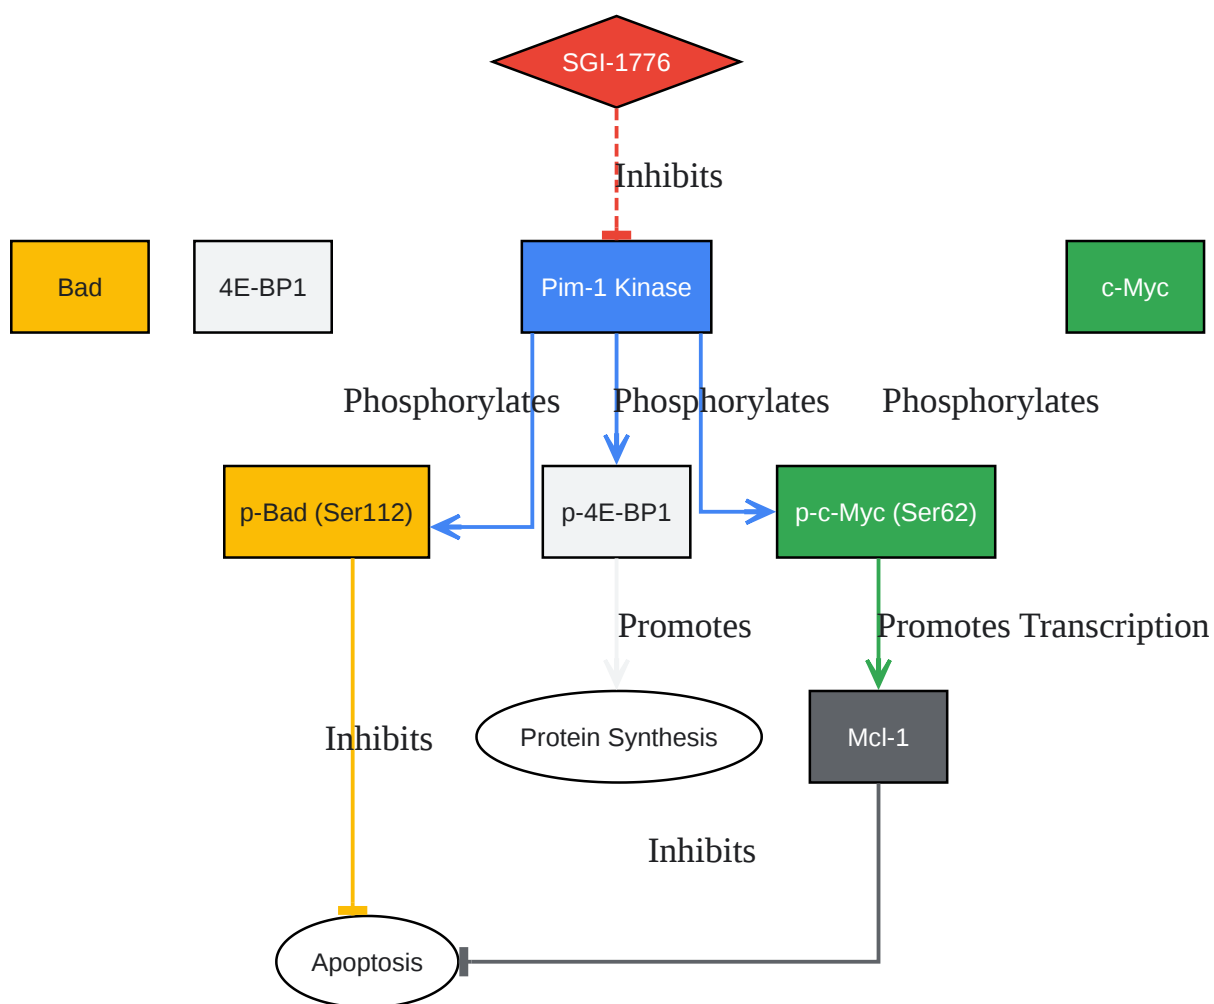 SGI-1776
Inhibits
Bad
4E-BP1
Pim-1 Kinase
c-Myc
Phosphorylates
Phosphorylates
Phosphorylates
p-Bad (Ser112)
p-4E-BP1
p-c-Myc (Ser62)
Promotes
Promotes Transcription
Inhibits
Protein Synthesis
Mcl-1
Inhibits
Apoptosis